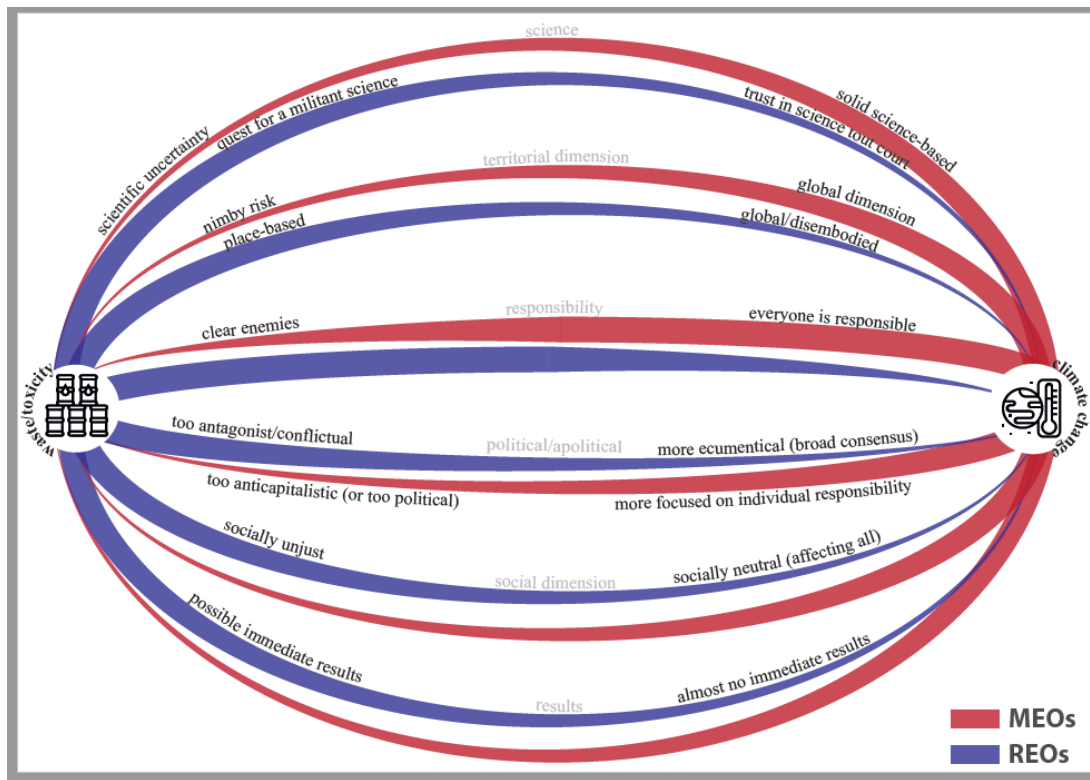 science
quest for a militant science
scientific uncertainty
solid science-based
trust in science tout court
territorial dimension
nimby risk
place-based
global dimension
global/disembodied
responsibility
clear enemies
everyone is responsible
waste/toxicity
climate change
too antagonist/conflictual
political/apolitical
more ecumentical (broad consensus)
too anticapitalistic (or too political)
more focused on individual responsibility
socially unjust
social dimension
socially neutral (affecting all)
possible immediate results
results
almost no immediate results
MEOs
REOs